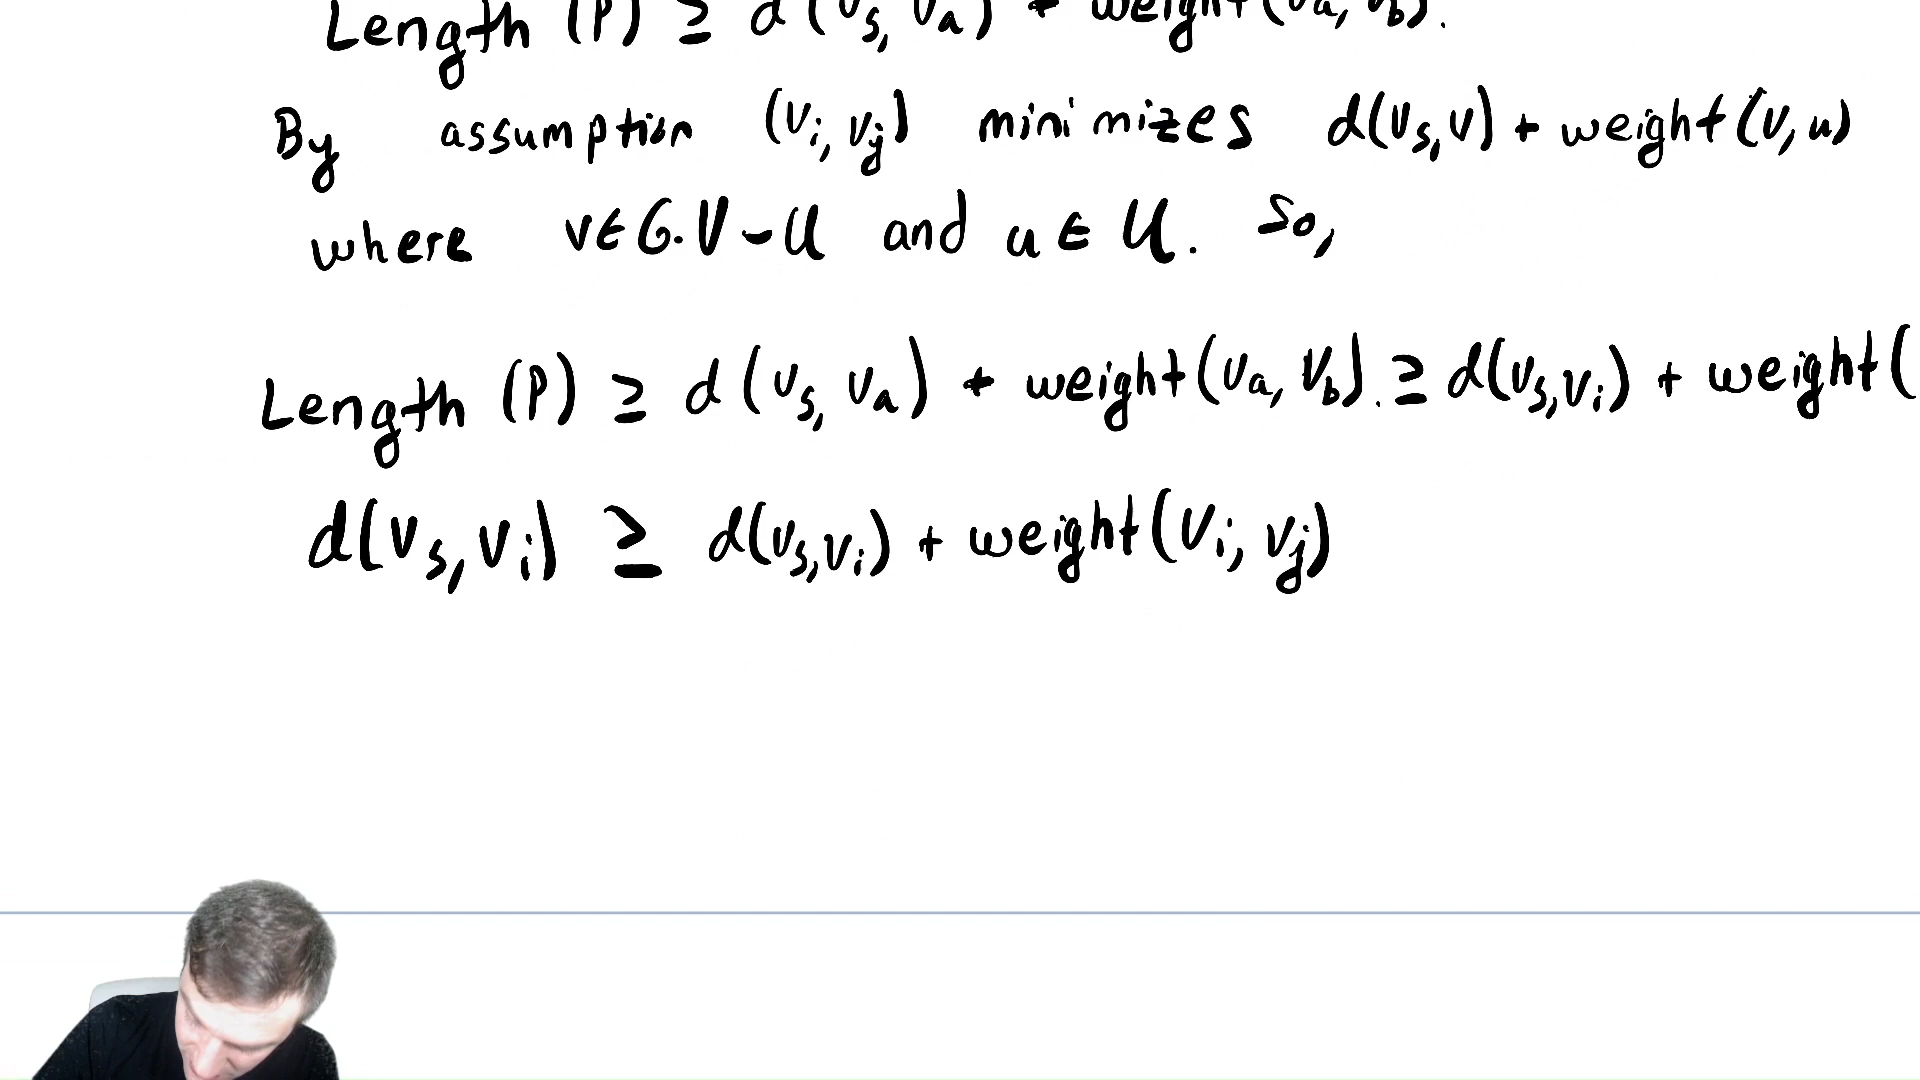 Length (P) ≥ d(vs, va) + weight(va, vb).
By assumption (vi, vj) minimizes d(vs, v) + weight(v, u)
where v∈G.V-U and u∈U. So,
Length (P) ≥ d(vs, va) + weight(va, vb). ≥ d(vs, vi) + weight(
d(vs, vi) ≥ d(vs, vi) + weight(vi, vj)